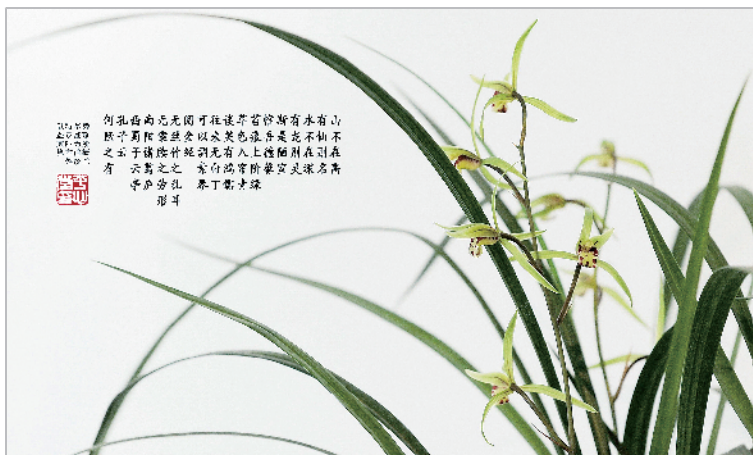 山不在高
有仙则名
水不在深
有龙则灵
斯是陋室
惟吾德馨
苔痕上阶绿
草色入帘青
谈笑有鸿儒
往来无白丁
可以调素琴
阅金经
无丝竹之乱耳
无案牍之劳形
南阳诸葛庐
西蜀子云亭
孔子云
何陋之有